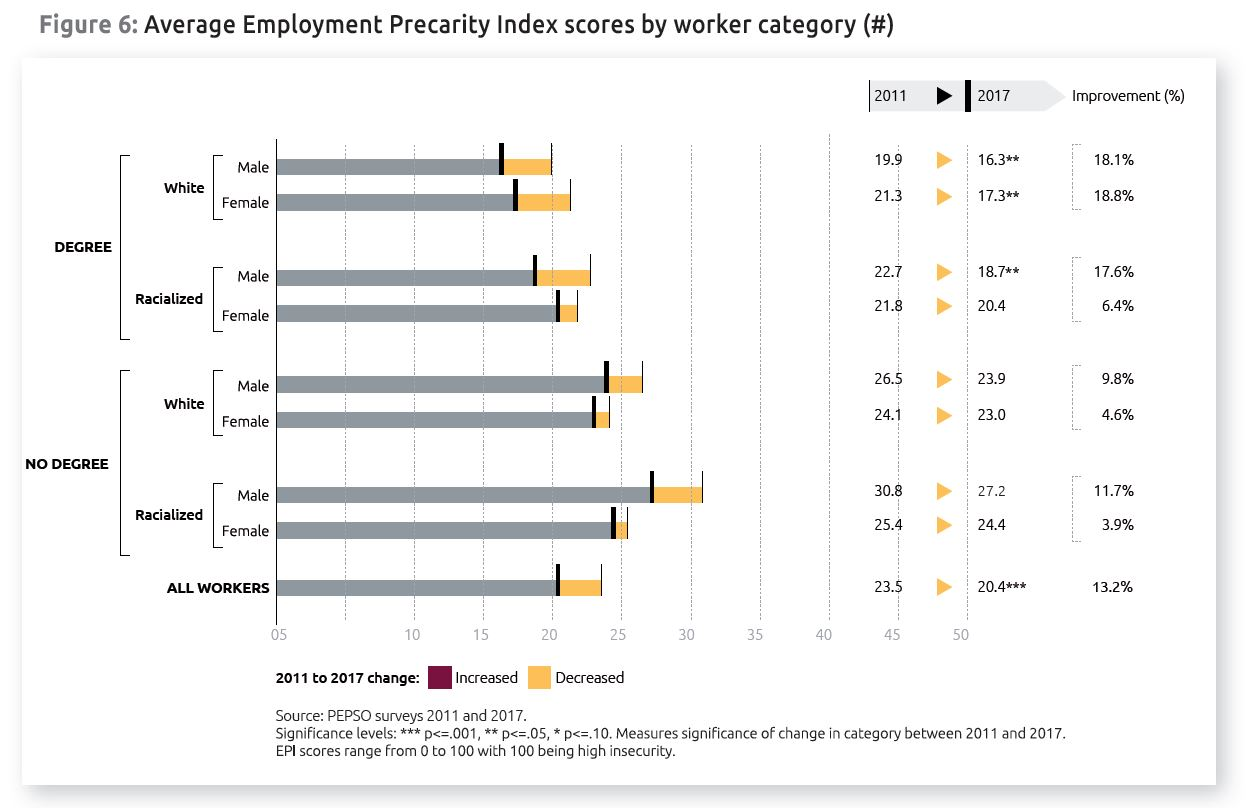 Figure 6: Average Employment Precarity Index scores by worker category (#)
2011 2017 Improvement (%)
DEGREE
White
Male 19.9 16.3** 18.1%
Female 21.3 17.3** 18.8%
Racialized
Male 22.7 18.7** 17.6%
Female 21.8 20.4 6.4%
NO DEGREE
White
Male 26.5 23.9 9.8%
Female 24.1 23.0 4.6%
Racialized
Male 30.8 27.2 11.7%
Female 25.4 24.4 3.9%
ALL WORKERS 23.5 20.4*** 13.2%
05 10 15 20 25 30 35 40 45 50
2011 to 2017 change: Increased Decreased
Source: PEPSO surveys 2011 and 2017.
Significance levels: *** p<=.001, ** p<=.05, * p<=.10. Measures significance of change in category between 2011 and 2017.
EPI scores range from 0 to 100 with 100 being high insecurity.